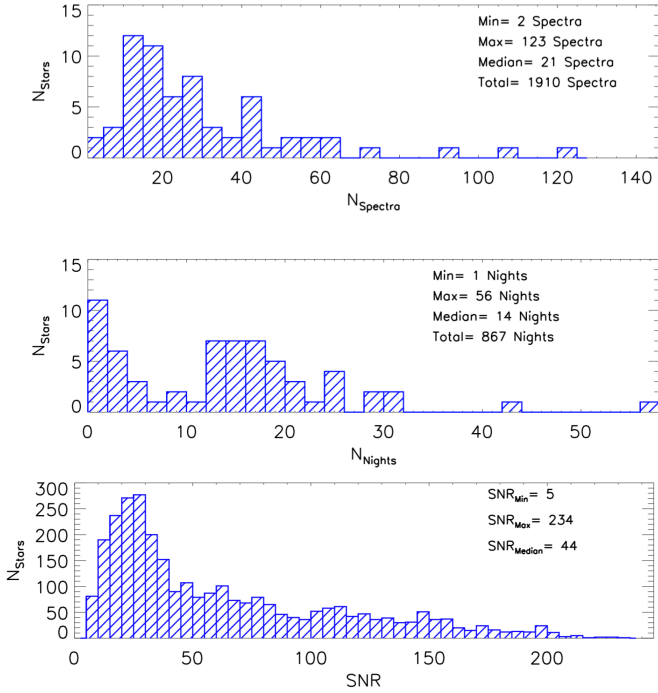 15
10
5
0
N_Stars
Min= 2 Spectra
Max= 123 Spectra
Median= 21 Spectra
Total= 1910 Spectra
20 40 60 80 100 120 140
N_Spectra
15
10
5
0
N_Stars
Min= 1 Nights
Max= 56 Nights
Median= 14 Nights
Total= 867 Nights
0 10 20 30 40 50
N_Nights
300
250
200
150
100
50
0
N_Stars
SNR_Min= 5
SNR_Max= 234
SNR_Median= 44
0 50 100 150 200
SNR